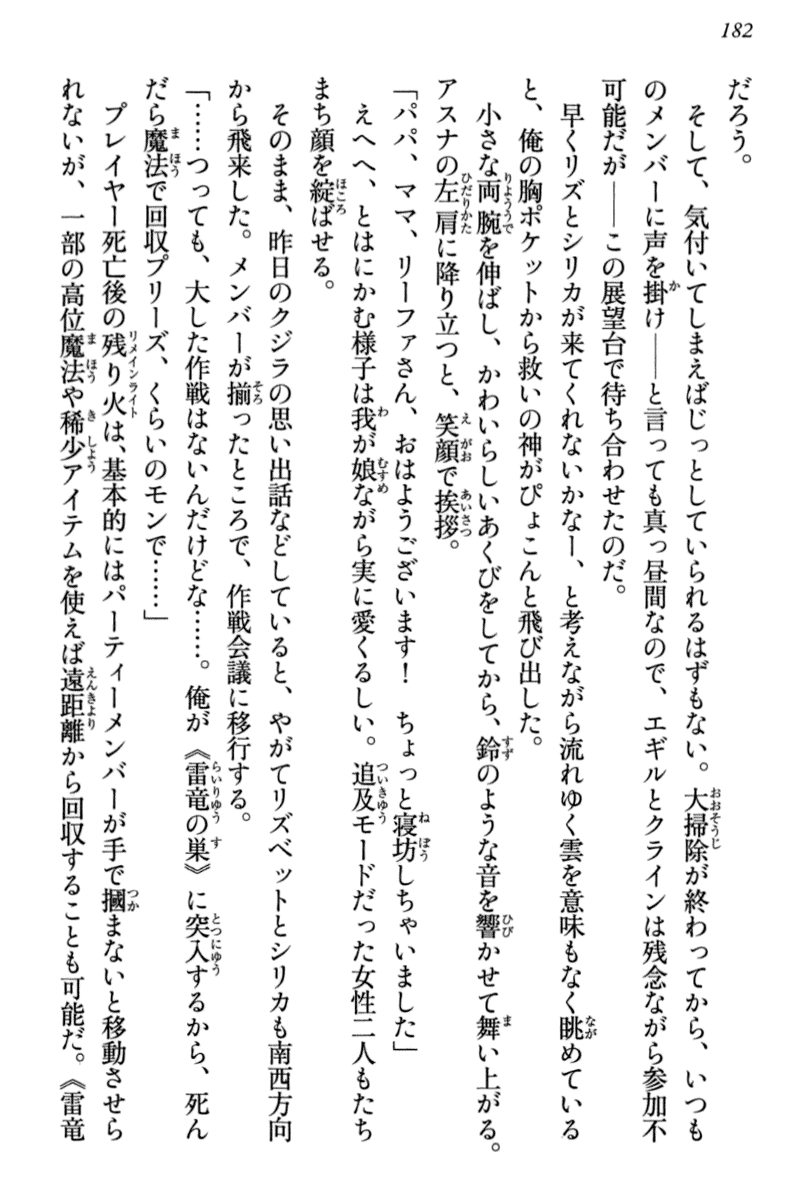 182
だろう。
　そして、気付いてしまえばじっとしていられるはずもない。大掃除が終わってから、いつも
のメンバーに声を掛け――と言っても真っ昼間なので、エギルとクラインは残念ながら参加不
可能だが――この展望台で待ち合わせたのだ。
　早くリズとシリカが来てくれないかなー、と考えながら流れゆく雲を意味もなく眺めている
と、俺の胸ポケットから救いの神がぴょこんと飛び出した。
　小さな両腕を伸ばし、かわいらしいあくびをしてから、鈴のような音を響かせて舞い上がる。
アスナの左肩に降り立つと、笑顔で挨拶。
「パパ、ママ、リーファさん、おはようございます！　ちょっと寝坊しちゃいました」
　えへへ、とはにかむ様子は我が娘ながら実に愛くるしい。追及モードだった女性二人もたち
まち顔を綻ばせる。
　そのまま、昨日のクジラの思い出話などしていると、やがてリズベットとシリカも南西方向
から飛来した。メンバーが揃ったところで、作戦会議に移行する。
「……つっても、大した作戦はないんだけどな……。俺が《雷竜の巣》に突入するから、死ん
だら魔法で回収プリーズ、くらいのモンで……」
　プレイヤー死亡後の残り火は、基本的にはパーティーメンバーが手で摑まないと移動させら
れないが、一部の高位魔法や稀少アイテムを使えば遠距離から回収することも可能だ。《雷竜